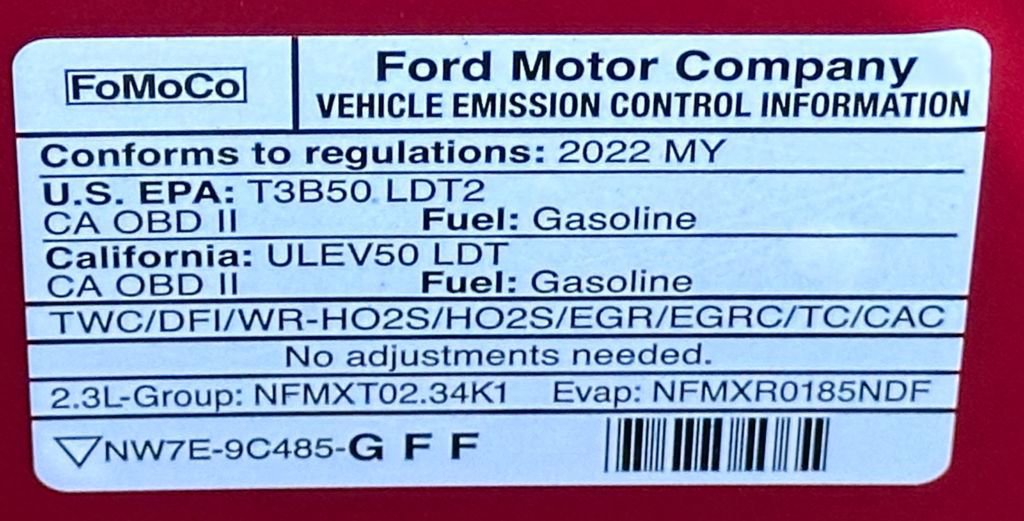 FoMoCo
Ford Motor Company
VEHICLE EMISSION CONTROL INFORMATION
Conforms to regulations: 2022 MY
U.S. EPA: T3B50 LDT2
CA OBD II Fuel: Gasoline
California: ULEV50 LDT
CA OBD II Fuel: Gasoline
TWC/DFI/WR-HO2S/HO2S/EGR/EGRC/TC/CAC
No adjustments needed.
2.3L-Group: NFMXT02.34K1 Evap: NFMXR0185NDF
▽NW7E-9C485-G F F